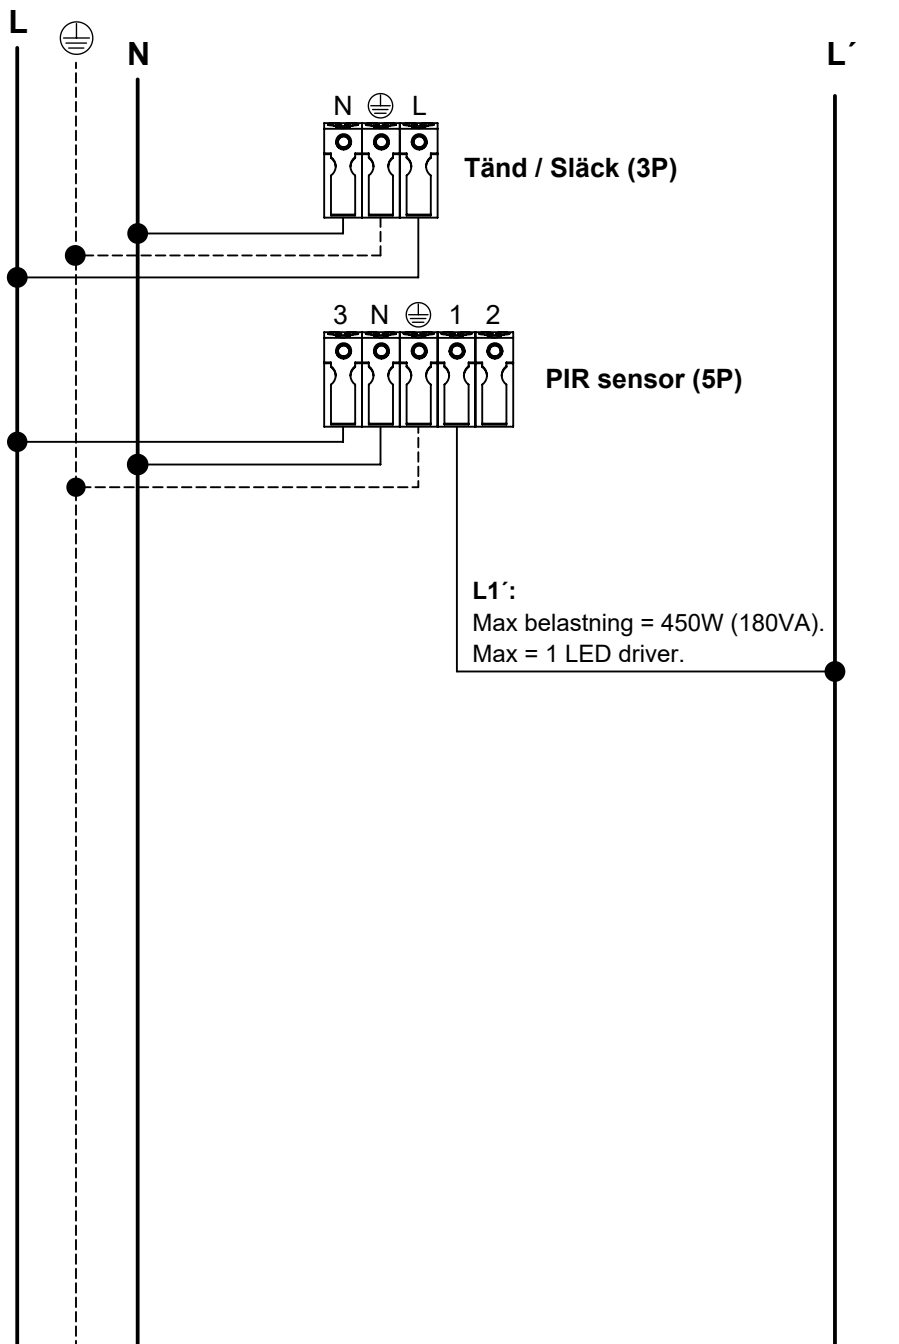 L
N
L´
N L
Tänd / Släck (3P)
3 N 1 2
PIR sensor (5P)
L1´:
Max belastning = 450W (180VA).
Max = 1 LED driver.